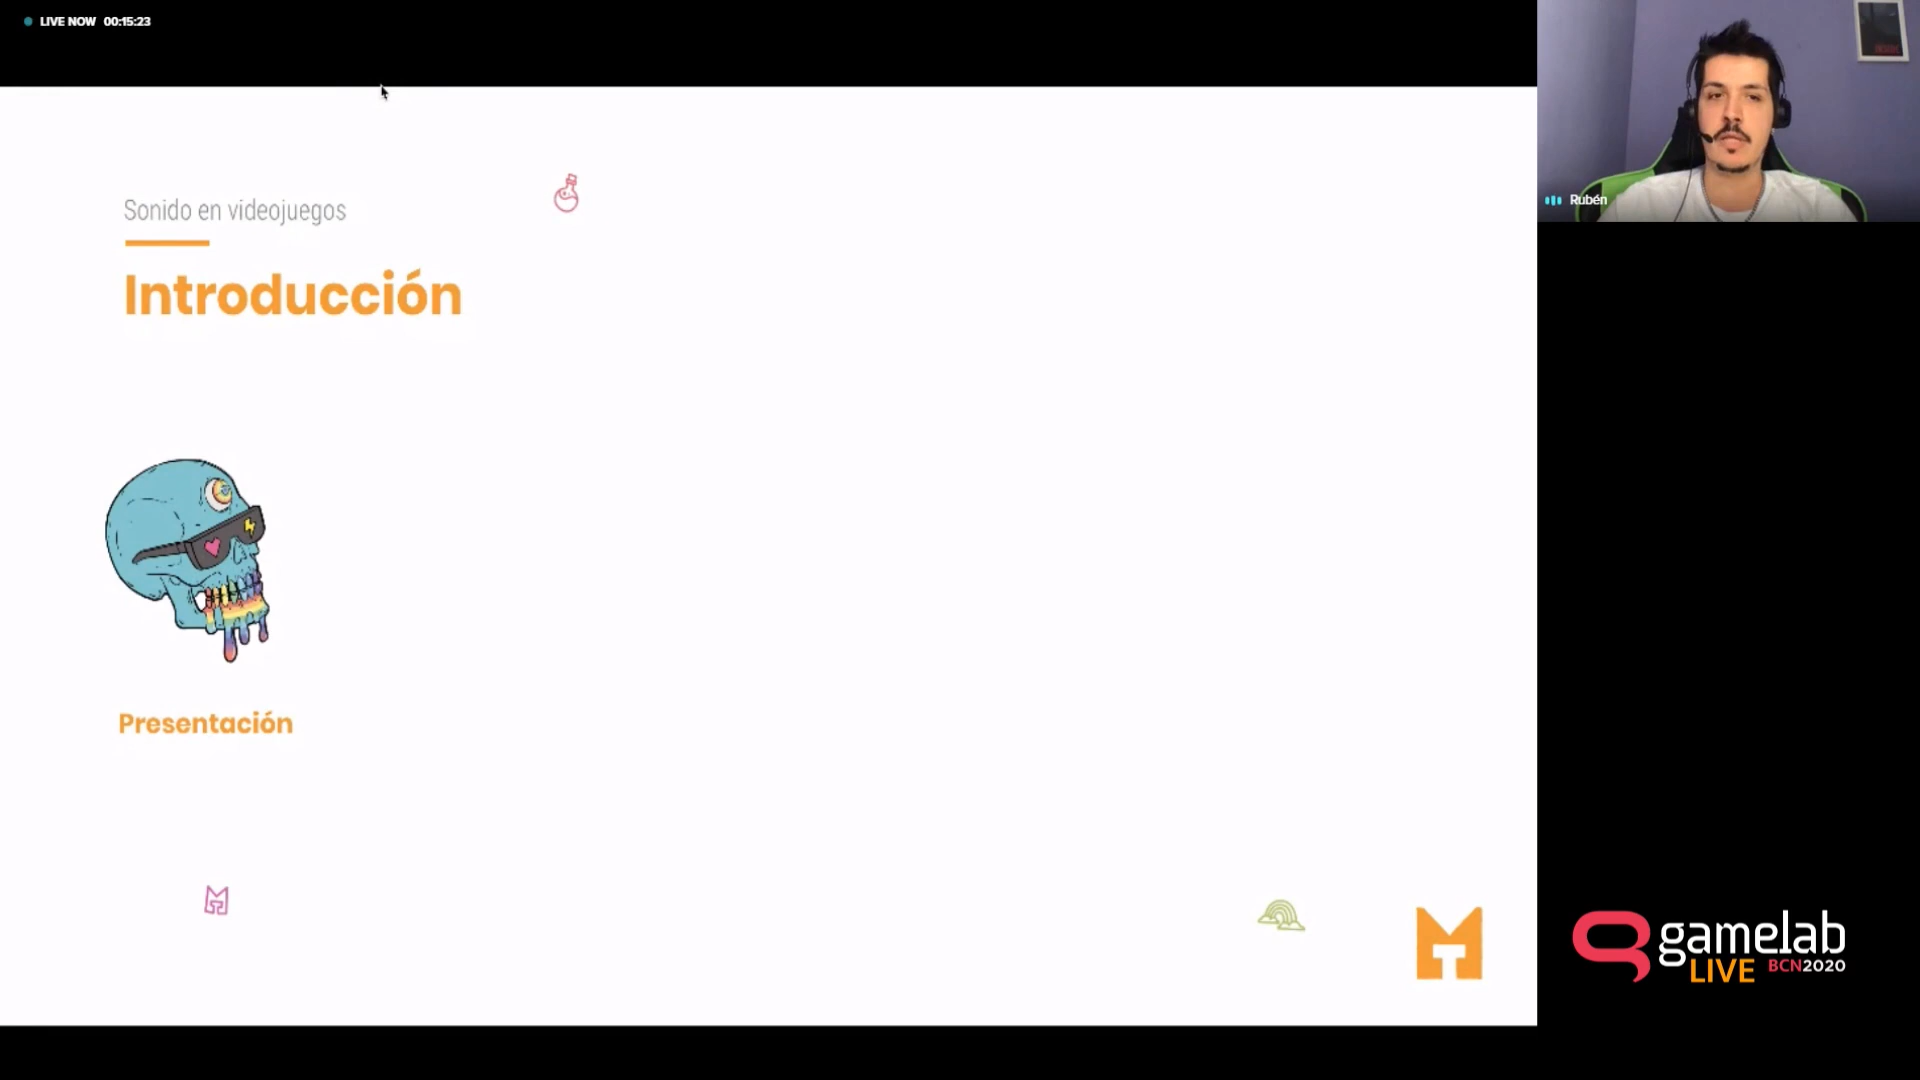 LIVE NOW 00:15:23
Sonido en videojuegos
Introducción
Presentación
Rubén
gamelab
LIVE BCN2020